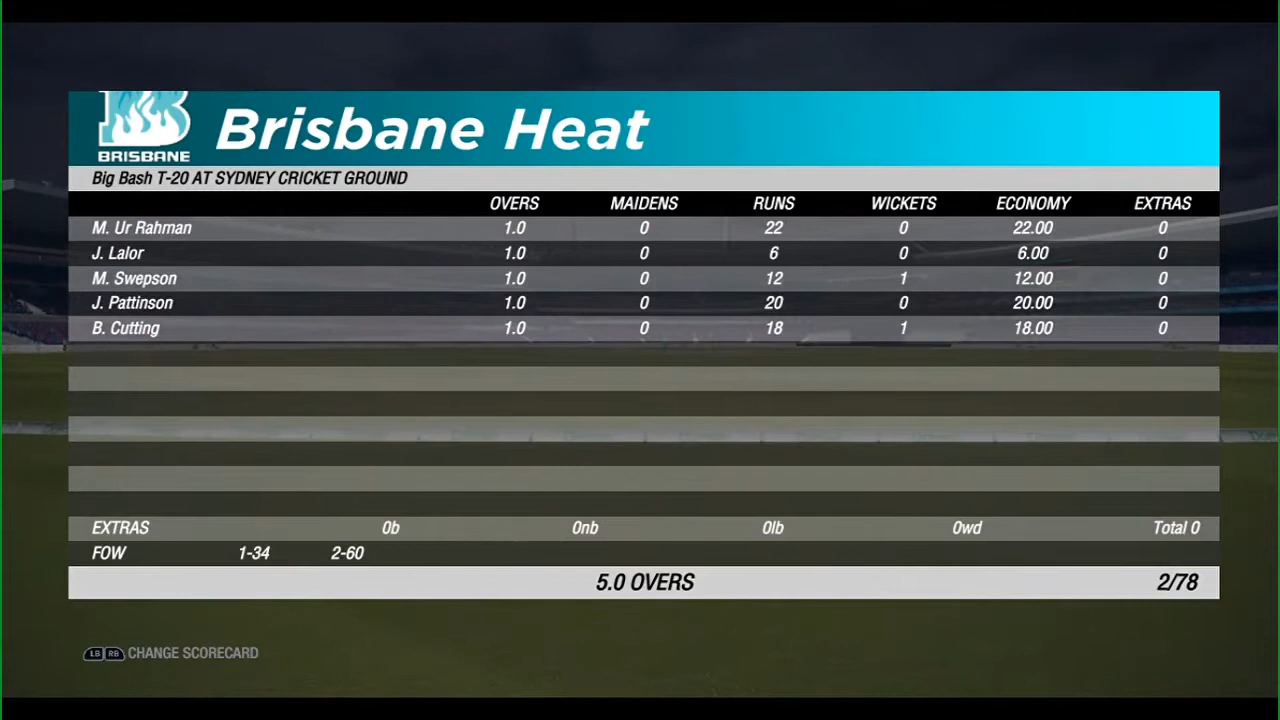 BRISBANE
Brisbane Heat
Big Bash T-20 AT SYDNEY CRICKET GROUND
OVERS MAIDENS RUNS WICKETS ECONOMY EXTRAS
M. Ur Rahman 1.0 0 22 0 22.00 0
J. Lalor 1.0 0 6 0 6.00 0
M. Swepson 1.0 0 12 1 12.00 0
J. Pattinson 1.0 0 20 0 20.00 0
B. Cutting 1.0 0 18 1 18.00 0
EXTRAS 0b 0nb 0lb 0wd Total 0
FOW 1-34 2-60
5.0 OVERS 2/78
LB RB CHANGE SCORECARD